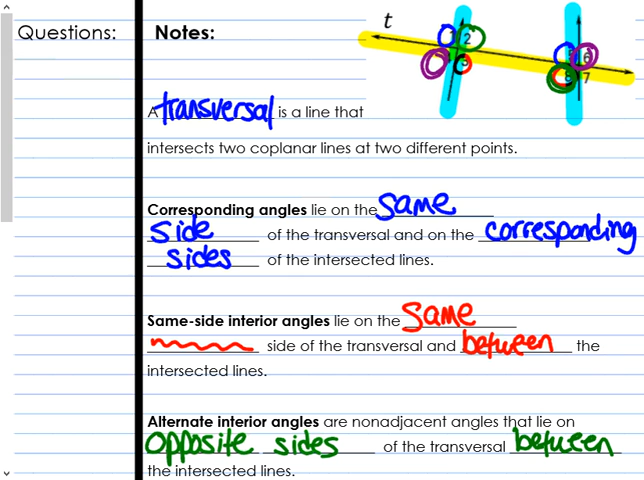 Questions:
Notes:
t
2
6
3
8 7
A transversal is a line that
intersects two coplanar lines at two different points.
Corresponding angles lie on the same
side of the transversal and on the corresponding
sides of the intersected lines.
Same-side interior angles lie on the same
side of the transversal and between the
intersected lines.
Alternate interior angles are nonadjacent angles that lie on
opposite sides of the transversal between
the intersected lines.